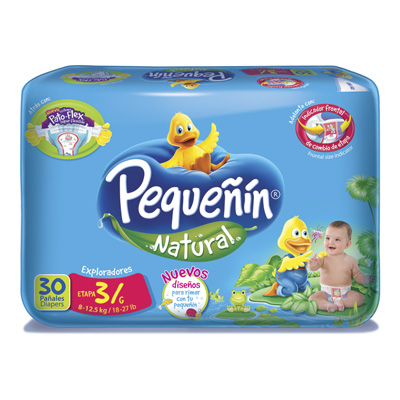 Atrás con:
Pato-Flex
Adelante con:
indicador frontal
de cambio de etapa
Frontal size indicator
Pequeñín®
Natural
Exploradores
30
Pañales
Diapers
ETAPA 3/G
8-12,5 kg / 18-27 lb
Nuevos
diseños
para rimar
con tu
pequeñín